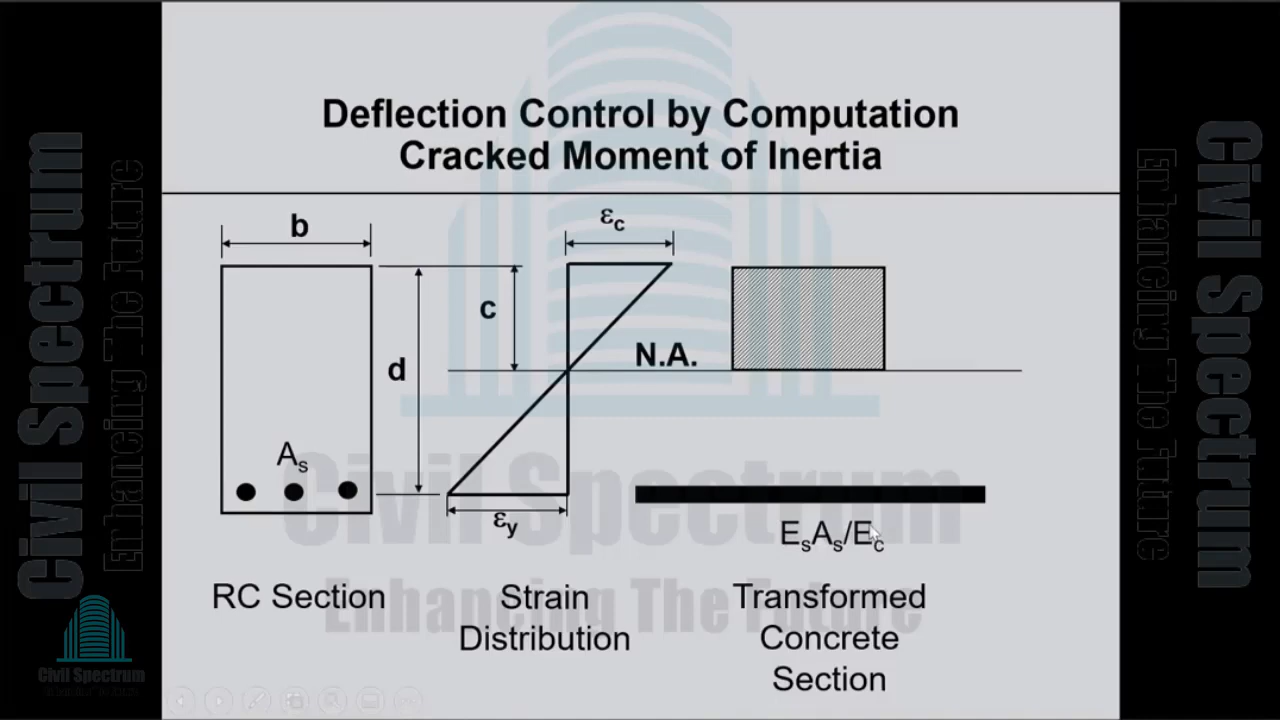 Deflection Control by Computation
Cracked Moment of Inertia
b
εc
c
N.A.
d
As
εy
EsAs/Ec
RC Section
Strain
Distribution
Transformed
Concrete
Section
Civil Spectrum
Enhancing The Future
Civil Spectrum
Enhancing The Future
Civil Spectrum
Enhancing The Future
Civil Spectrum